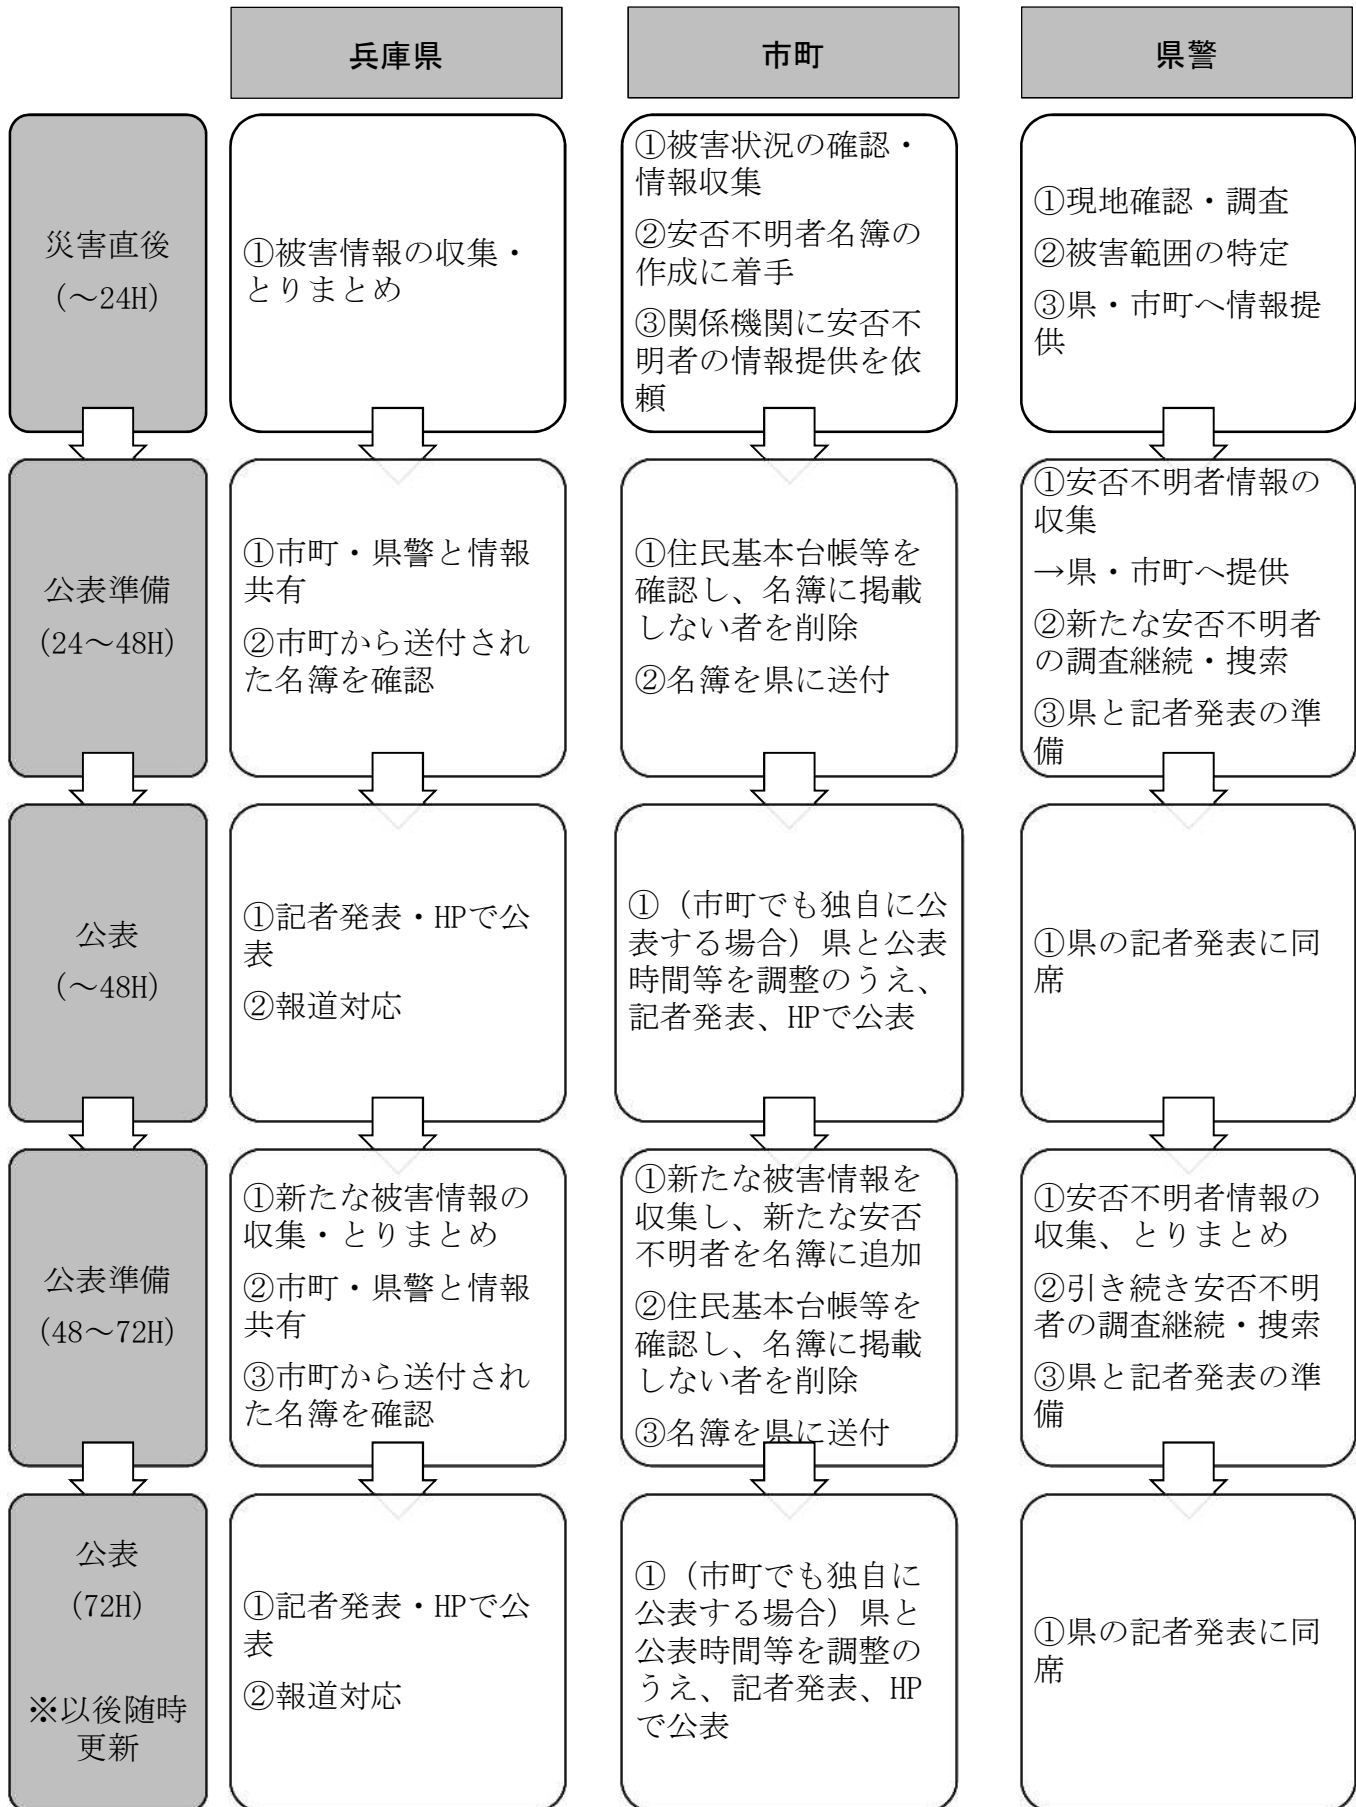 兵庫県
市町
県警
災害直後
(～24H)
①被害情報の収集・
とりまとめ
①被害状況の確認・
情報収集
②安否不明者名簿の
作成に着手
③関係機関に安否不
明者の情報提供を依
頼
①現地確認・調査
②被害範囲の特定
③県・市町へ情報提
供
公表準備
(24～48H)
①市町・県警と情報
共有
②市町から送付され
た名簿を確認
①住民基本台帳等を
確認し、名簿に掲載
しない者を削除
②名簿を県に送付
①安否不明者情報の
収集
→県・市町へ提供
②新たな安否不明者
の調査継続・捜索
③県と記者発表の準
備
公表
(～48H)
①記者発表・HPで公
表
②報道対応
①（市町でも独自に公
表する場合）県と公表
時間等を調整のうえ、
記者発表、HPで公表
①県の記者発表に同
席
公表準備
(48～72H)
①新たな被害情報の
収集・とりまとめ
②市町・県警と情報
共有
③市町から送付され
た名簿を確認
①新たな被害情報を
収集し、新たな安否
不明者を名簿に追加
②住民基本台帳等を
確認し、名簿に掲載
しない者を削除
③名簿を県に送付
①安否不明者情報の
収集、とりまとめ
②引き続き安否不明
者の調査継続・捜索
③県と記者発表の準
備
公表
(72H)
※以後随時
更新
①記者発表・HPで公
表
②報道対応
①（市町でも独自に
公表する場合）県と
公表時間等を調整の
うえ、記者発表、HP
で公表
①県の記者発表に同
席